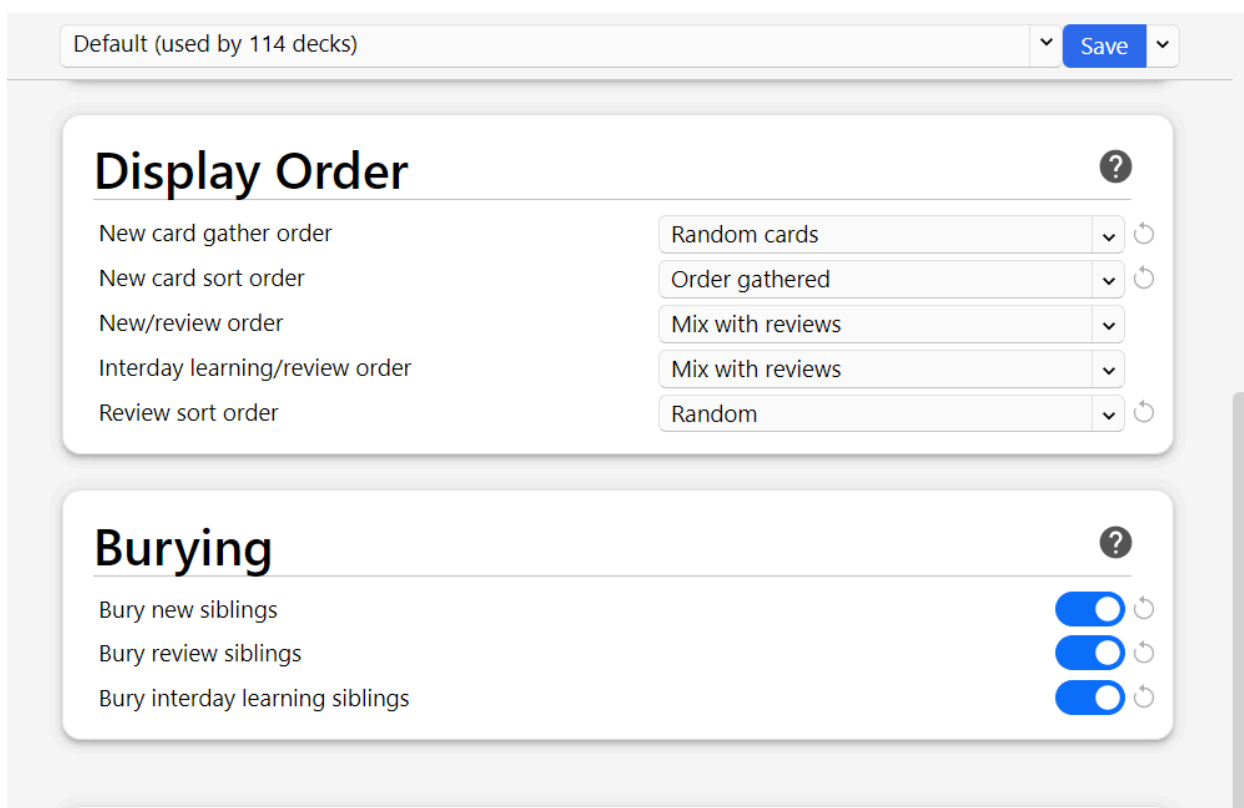 Default (used by 114 decks)
Save
Display Order
?
New card gather order
Random cards
New card sort order
Order gathered
New/review order
Mix with reviews
Interday learning/review order
Mix with reviews
Review sort order
Random
Burying
?
Bury new siblings
Bury review siblings
Bury interday learning siblings